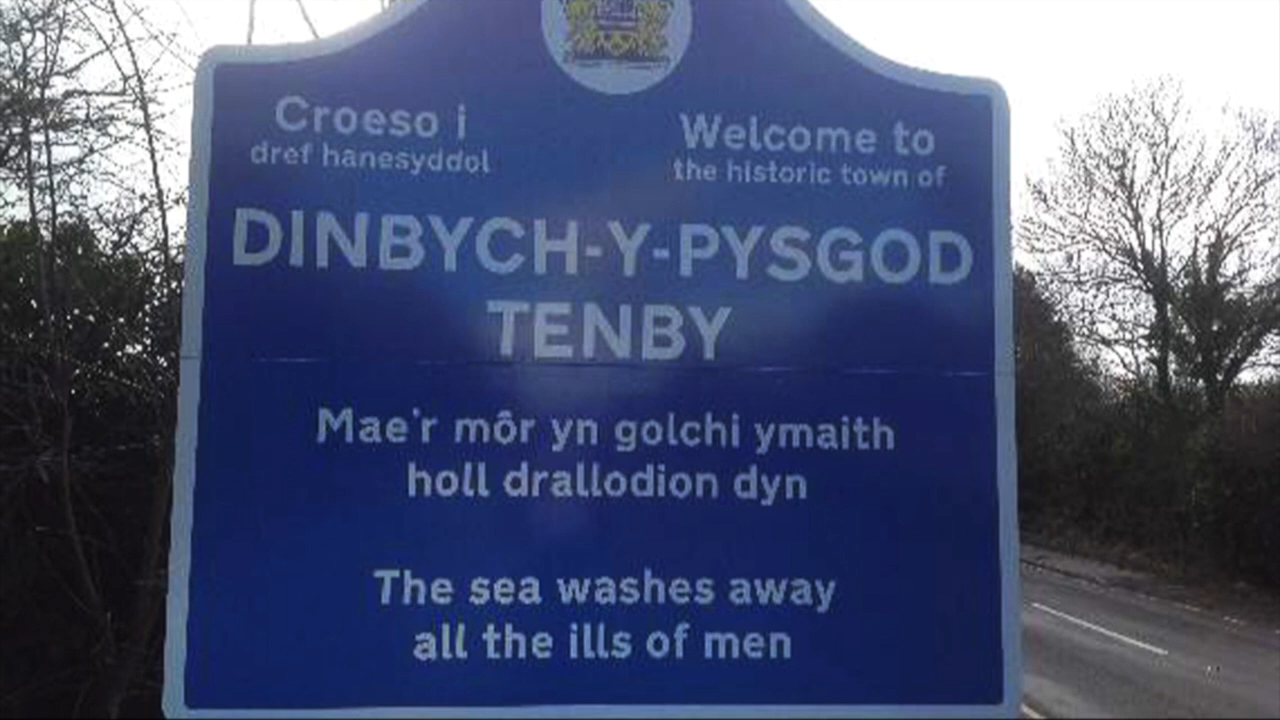 Croeso i
dref hanesyddol
Welcome to
the historic town of
DINBYCH-Y-PYSGOD
TENBY
Mae'r môr yn golchi ymaith
holl drallodion dyn
The sea washes away
all the ills of men